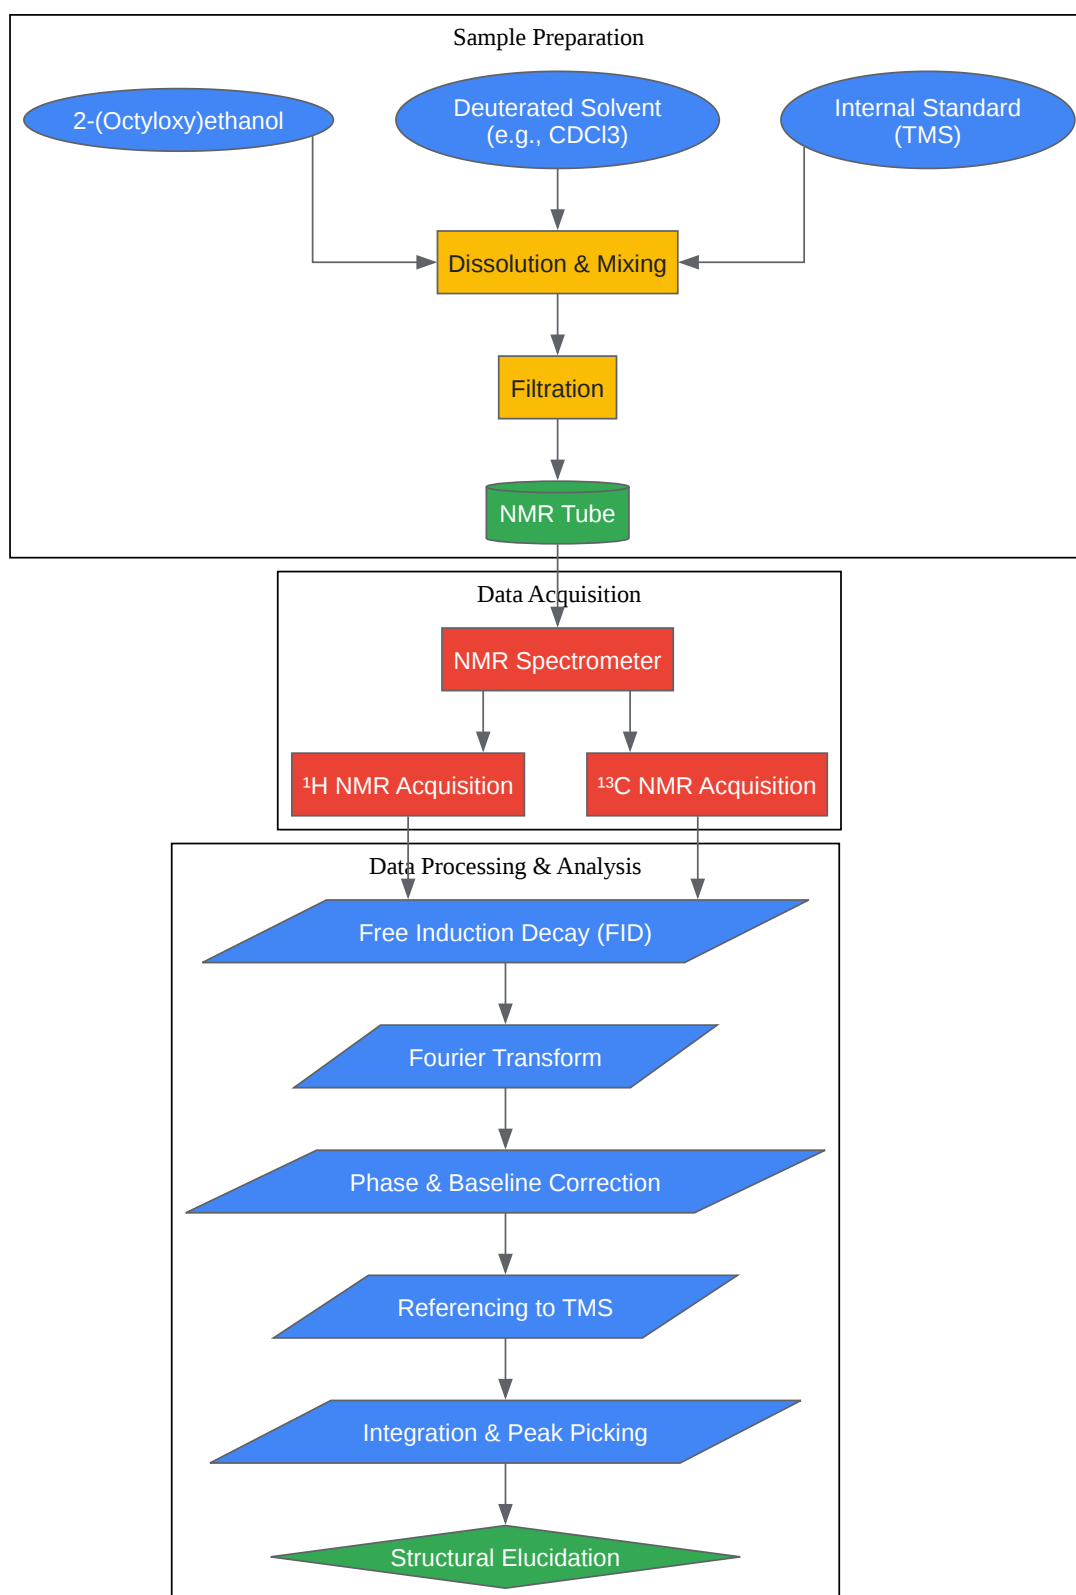 Sample Preparation
2-(Octyloxy)ethanol
Deuterated Solvent
(e.g., CDCl3)
Internal Standard
(TMS)
Dissolution & Mixing
Filtration
NMR Tube
Data Acquisition
NMR Spectrometer
¹H NMR Acquisition
¹³C NMR Acquisition
Data Processing & Analysis
Free Induction Decay (FID)
Fourier Transform
Phase & Baseline Correction
Referencing to TMS
Integration & Peak Picking
Structural Elucidation